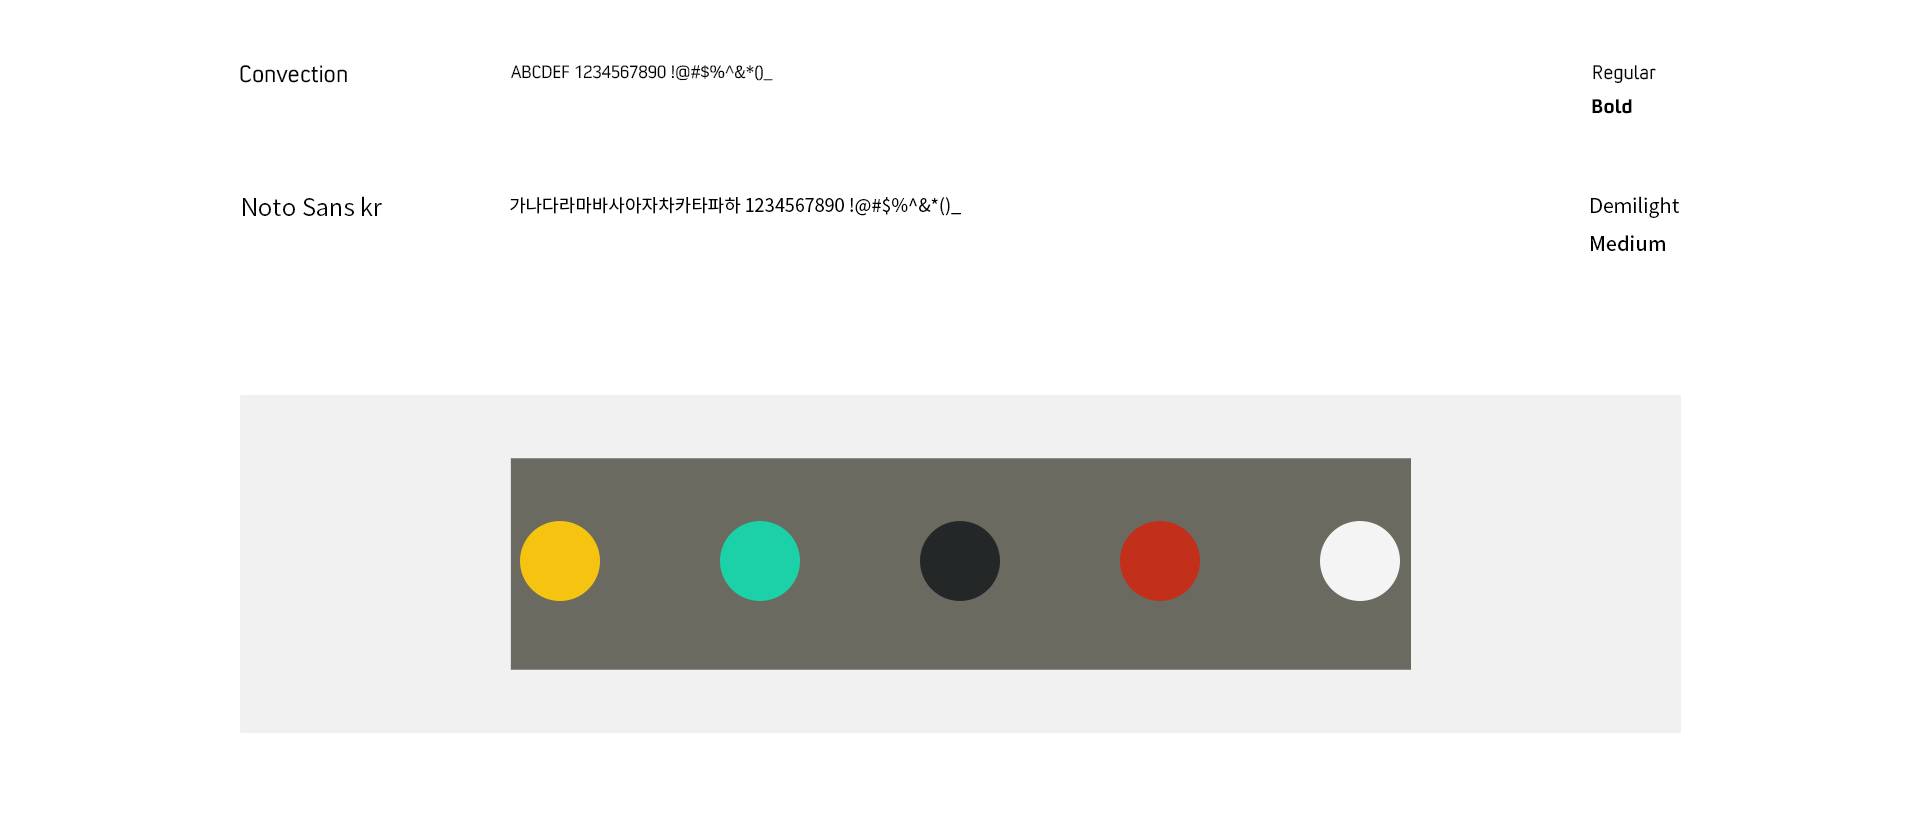 Convection ABCDEF 1234567890 !@#$%^&*()_ Regular
Bold
Noto Sans kr 가나다라마바사아자차카타파하 1234567890 !@#$%^&*()_ Demilight
Medium